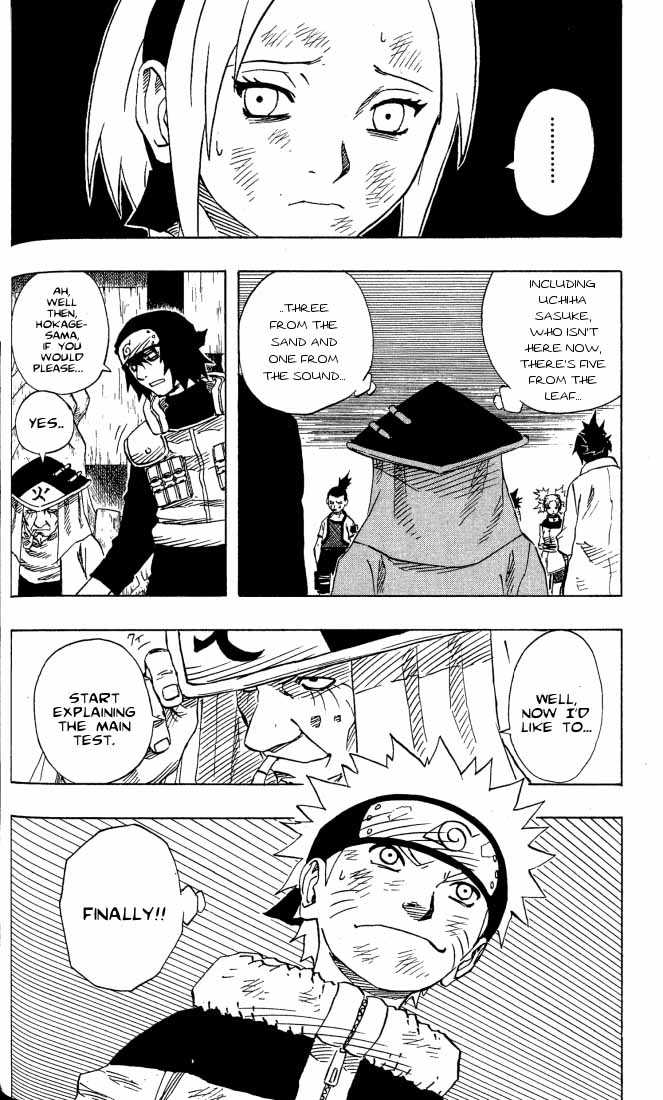 ..........
INCLUDING
UCHIHA
SASUKE,
WHO ISN'T
HERE NOW,
THERE'S FIVE
FROM THE
LEAF...
..THREE
FROM THE
SAND AND
ONE FROM
THE SOUND...
AH,
WELL
THEN,
HOKAGE-
SAMA,
IF YOU
WOULD
PLEASE...
YES..
火
WELL,
NOW I'D
LIKE TO...
START
EXPLAINING
THE MAIN
TEST.
FINALLY!!